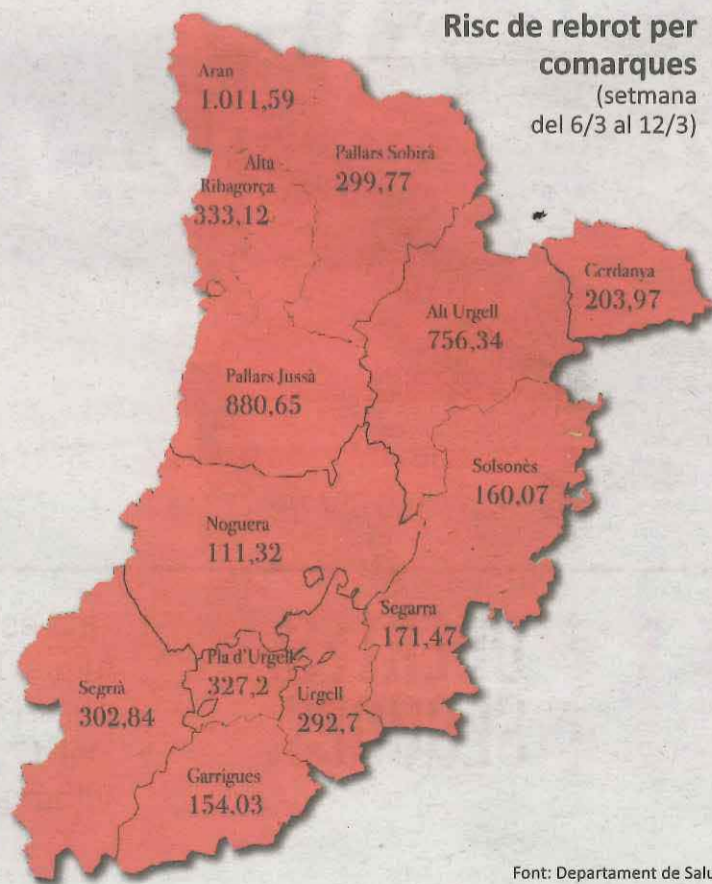 Risc de rebrot per
comarques
(setmana
del 6/3 al 12/3)
Aran
1.011,59
Pallars Sobirà
299,77
Alta
Ribagorça
333,12
Cerdanya
203,97
Alt Urgell
756,34
Pallars Jussà
880,65
Solsonès
160,07
Noguera
111,32
Segarra
171,47
Pla d'Urgell
327,2
Segrià
302,84
Urgell
292,7
Garrigues
154,03
Font: Departament de Salu